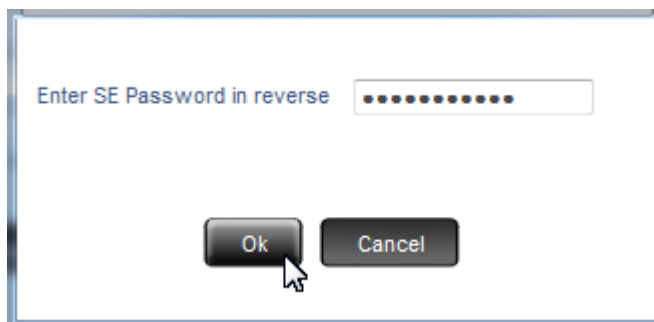 Enter SE Password in reverse •••••••••••
Ok Cancel